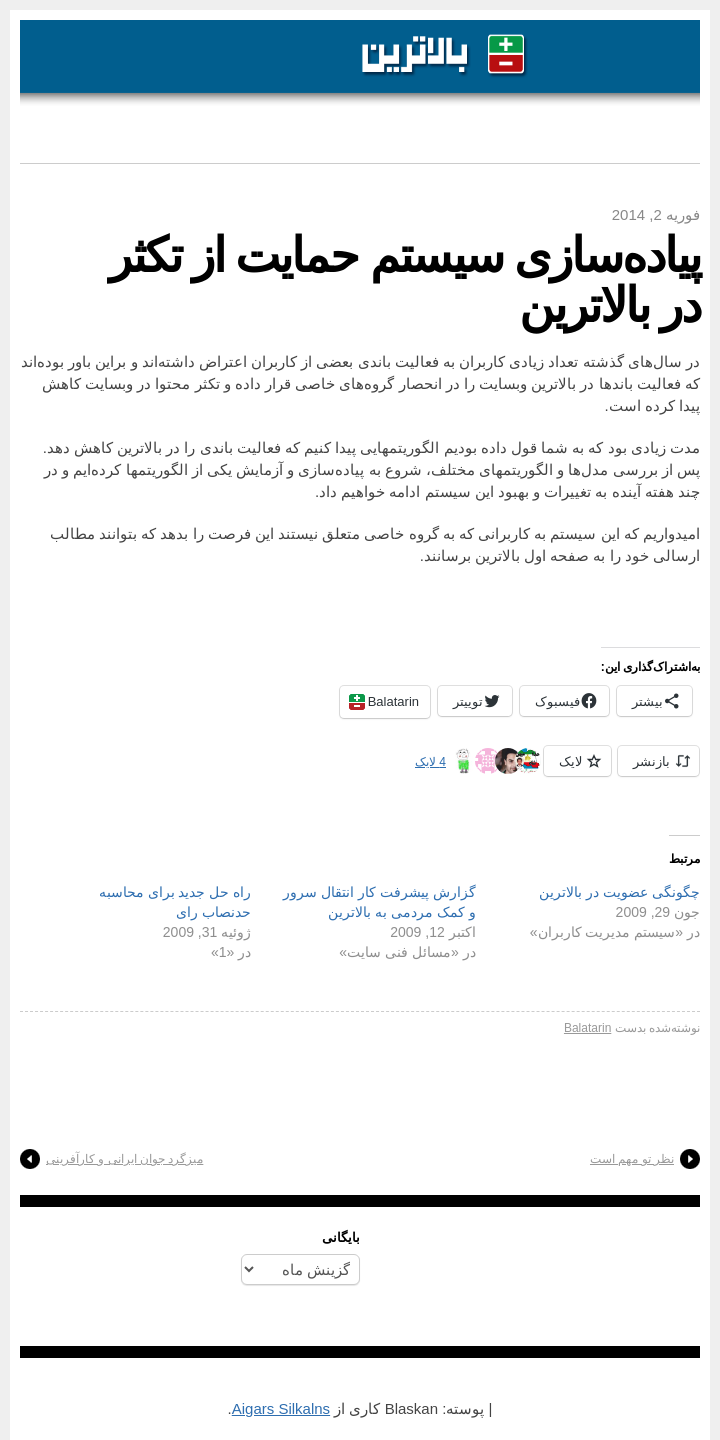 بالاترین
فوریه 2, 2014
پیاده‌سازی سیستم حمایت از تکثر
در بالاترین
در سال‌های گذشته تعداد زیادی کاربران به فعالیت باندی بعضی از کاربران اعتراض داشته‌اند و براین باور بوده‌اند
که فعالیت باندها در بالاترین وبسایت را در انحصار گروه‌های خاصی قرار داده و تکثر محتوا در وبسایت کاهش
پیدا کرده است.
مدت زیادی بود که به شما قول داده بودیم الگوریتمهایی پیدا کنیم که فعالیت باندی را در بالاترین کاهش دهد.
پس از بررسی مدل‌ها و الگوریتمهای مختلف، شروع به پیاده‌سازی و آزمایش یکی از الگوریتمها کرده‌ایم و در
چند هفته آینده به تغییرات و بهبود این سیستم ادامه خواهیم داد.
امیدواریم که این سیستم به کاربرانی که به گروه خاصی متعلق نیستند این فرصت را بدهد که بتوانند مطالب
ارسالی خود را به صفحه اول بالاترین برسانند.
به‌اشتراک‌گذاری این:
بیشتر فیسبوک توییتر Balatarin
بازنشر لایک 4 لایک
مرتبط
چگونگی عضویت در بالاترین
جون 29, 2009
در «سیستم مدیریت کاربران»
گزارش پیشرفت کار انتقال سرور
و کمک مردمی به بالاترین
اکتبر 12, 2009
در «مسائل فنی سایت»
راه حل جدید برای محاسبه
حدنصاب رای
ژوئیه 31, 2009
در «1»
نوشته‌شده بدست Balatarin
نظر تو مهم است
میزگرد جوان ایرانی و کارآفرینی
بایگانی
گزینش ماه
| پوسته: Blaskan کاری از Aigars Silkalns.